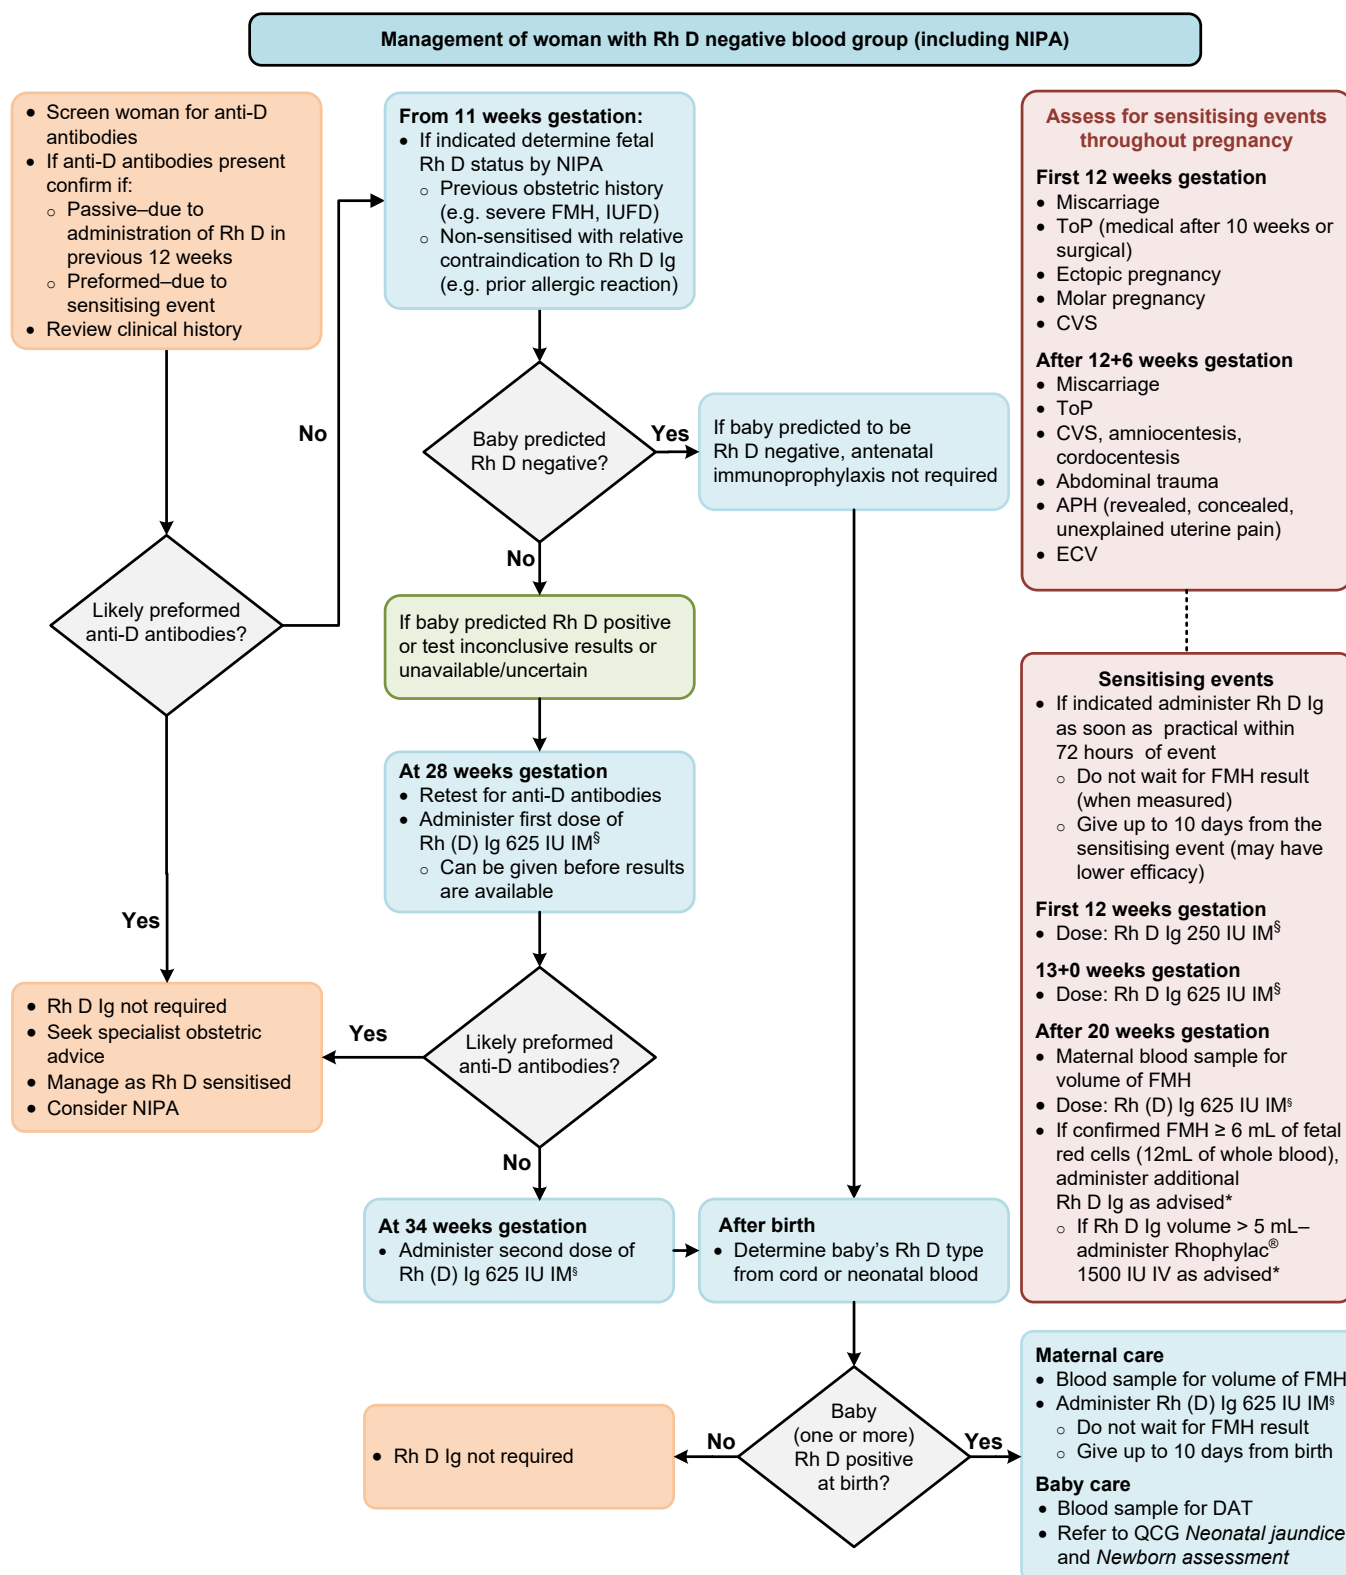 Management of woman with Rh D negative blood group (including NIPA)
• Screen woman for anti-D
antibodies
• If anti-D antibodies present
confirm if:
○ Passive–due to
administration of Rh D in
previous 12 weeks
○ Preformed–due to
sensitising event
• Review clinical history
From 11 weeks gestation:
• If indicated determine fetal
Rh D status by NIPA
○ Previous obstetric history
(e.g. severe FMH, IUFD)
○ Non-sensitised with relative
contraindication to Rh D Ig
(e.g. prior allergic reaction)
Assess for sensitising events
throughout pregnancy
First 12 weeks gestation
• Miscarriage
• ToP (medical after 10 weeks or
surgical)
• Ectopic pregnancy
• Molar pregnancy
• CVS
After 12+6 weeks gestation
• Miscarriage
• ToP
• CVS, amniocentesis,
cordocentesis
• Abdominal trauma
• APH (revealed, concealed,
unexplained uterine pain)
• ECV
No
Baby predicted
Rh D negative?
Yes
If baby predicted to be
Rh D negative, antenatal
immunoprophylaxis not required
No
Likely preformed
anti-D antibodies?
If baby predicted Rh D positive
or test inconclusive results or
unavailable/uncertain
At 28 weeks gestation
• Retest for anti-D antibodies
• Administer first dose of
Rh (D) Ig 625 IU IM§
○ Can be given before results
are available
Sensitising events
• If indicated administer Rh D Ig
as soon as practical within
72 hours of event
○ Do not wait for FMH result
(when measured)
○ Give up to 10 days from the
sensitising event (may have
lower efficacy)
First 12 weeks gestation
• Dose: Rh D Ig 250 IU IM§
13+0 weeks gestation
• Dose: Rh D Ig 625 IU IM§
After 20 weeks gestation
• Maternal blood sample for
volume of FMH
• Dose: Rh (D) Ig 625 IU IM§
• If confirmed FMH ≥ 6 mL of fetal
red cells (12mL of whole blood),
administer additional
Rh D Ig as advised*
○ If Rh D Ig volume > 5 mL–
administer Rhophylac®
1500 IU IV as advised*
Yes
• Rh D Ig not required
• Seek specialist obstetric
advice
• Manage as Rh D sensitised
• Consider NIPA
Yes
Likely preformed
anti-D antibodies?
No
At 34 weeks gestation
• Administer second dose of
Rh (D) Ig 625 IU IM§
After birth
• Determine baby's Rh D type
from cord or neonatal blood
• Rh D Ig not required
No
Baby
(one or more)
Rh D positive
at birth?
Yes
Maternal care
• Blood sample for volume of FMH
• Administer Rh (D) Ig 625 IU IM§
○ Do not wait for FMH result
○ Give up to 10 days from birth
Baby care
• Blood sample for DAT
• Refer to QCG Neonatal jaundice
and Newborn assessment